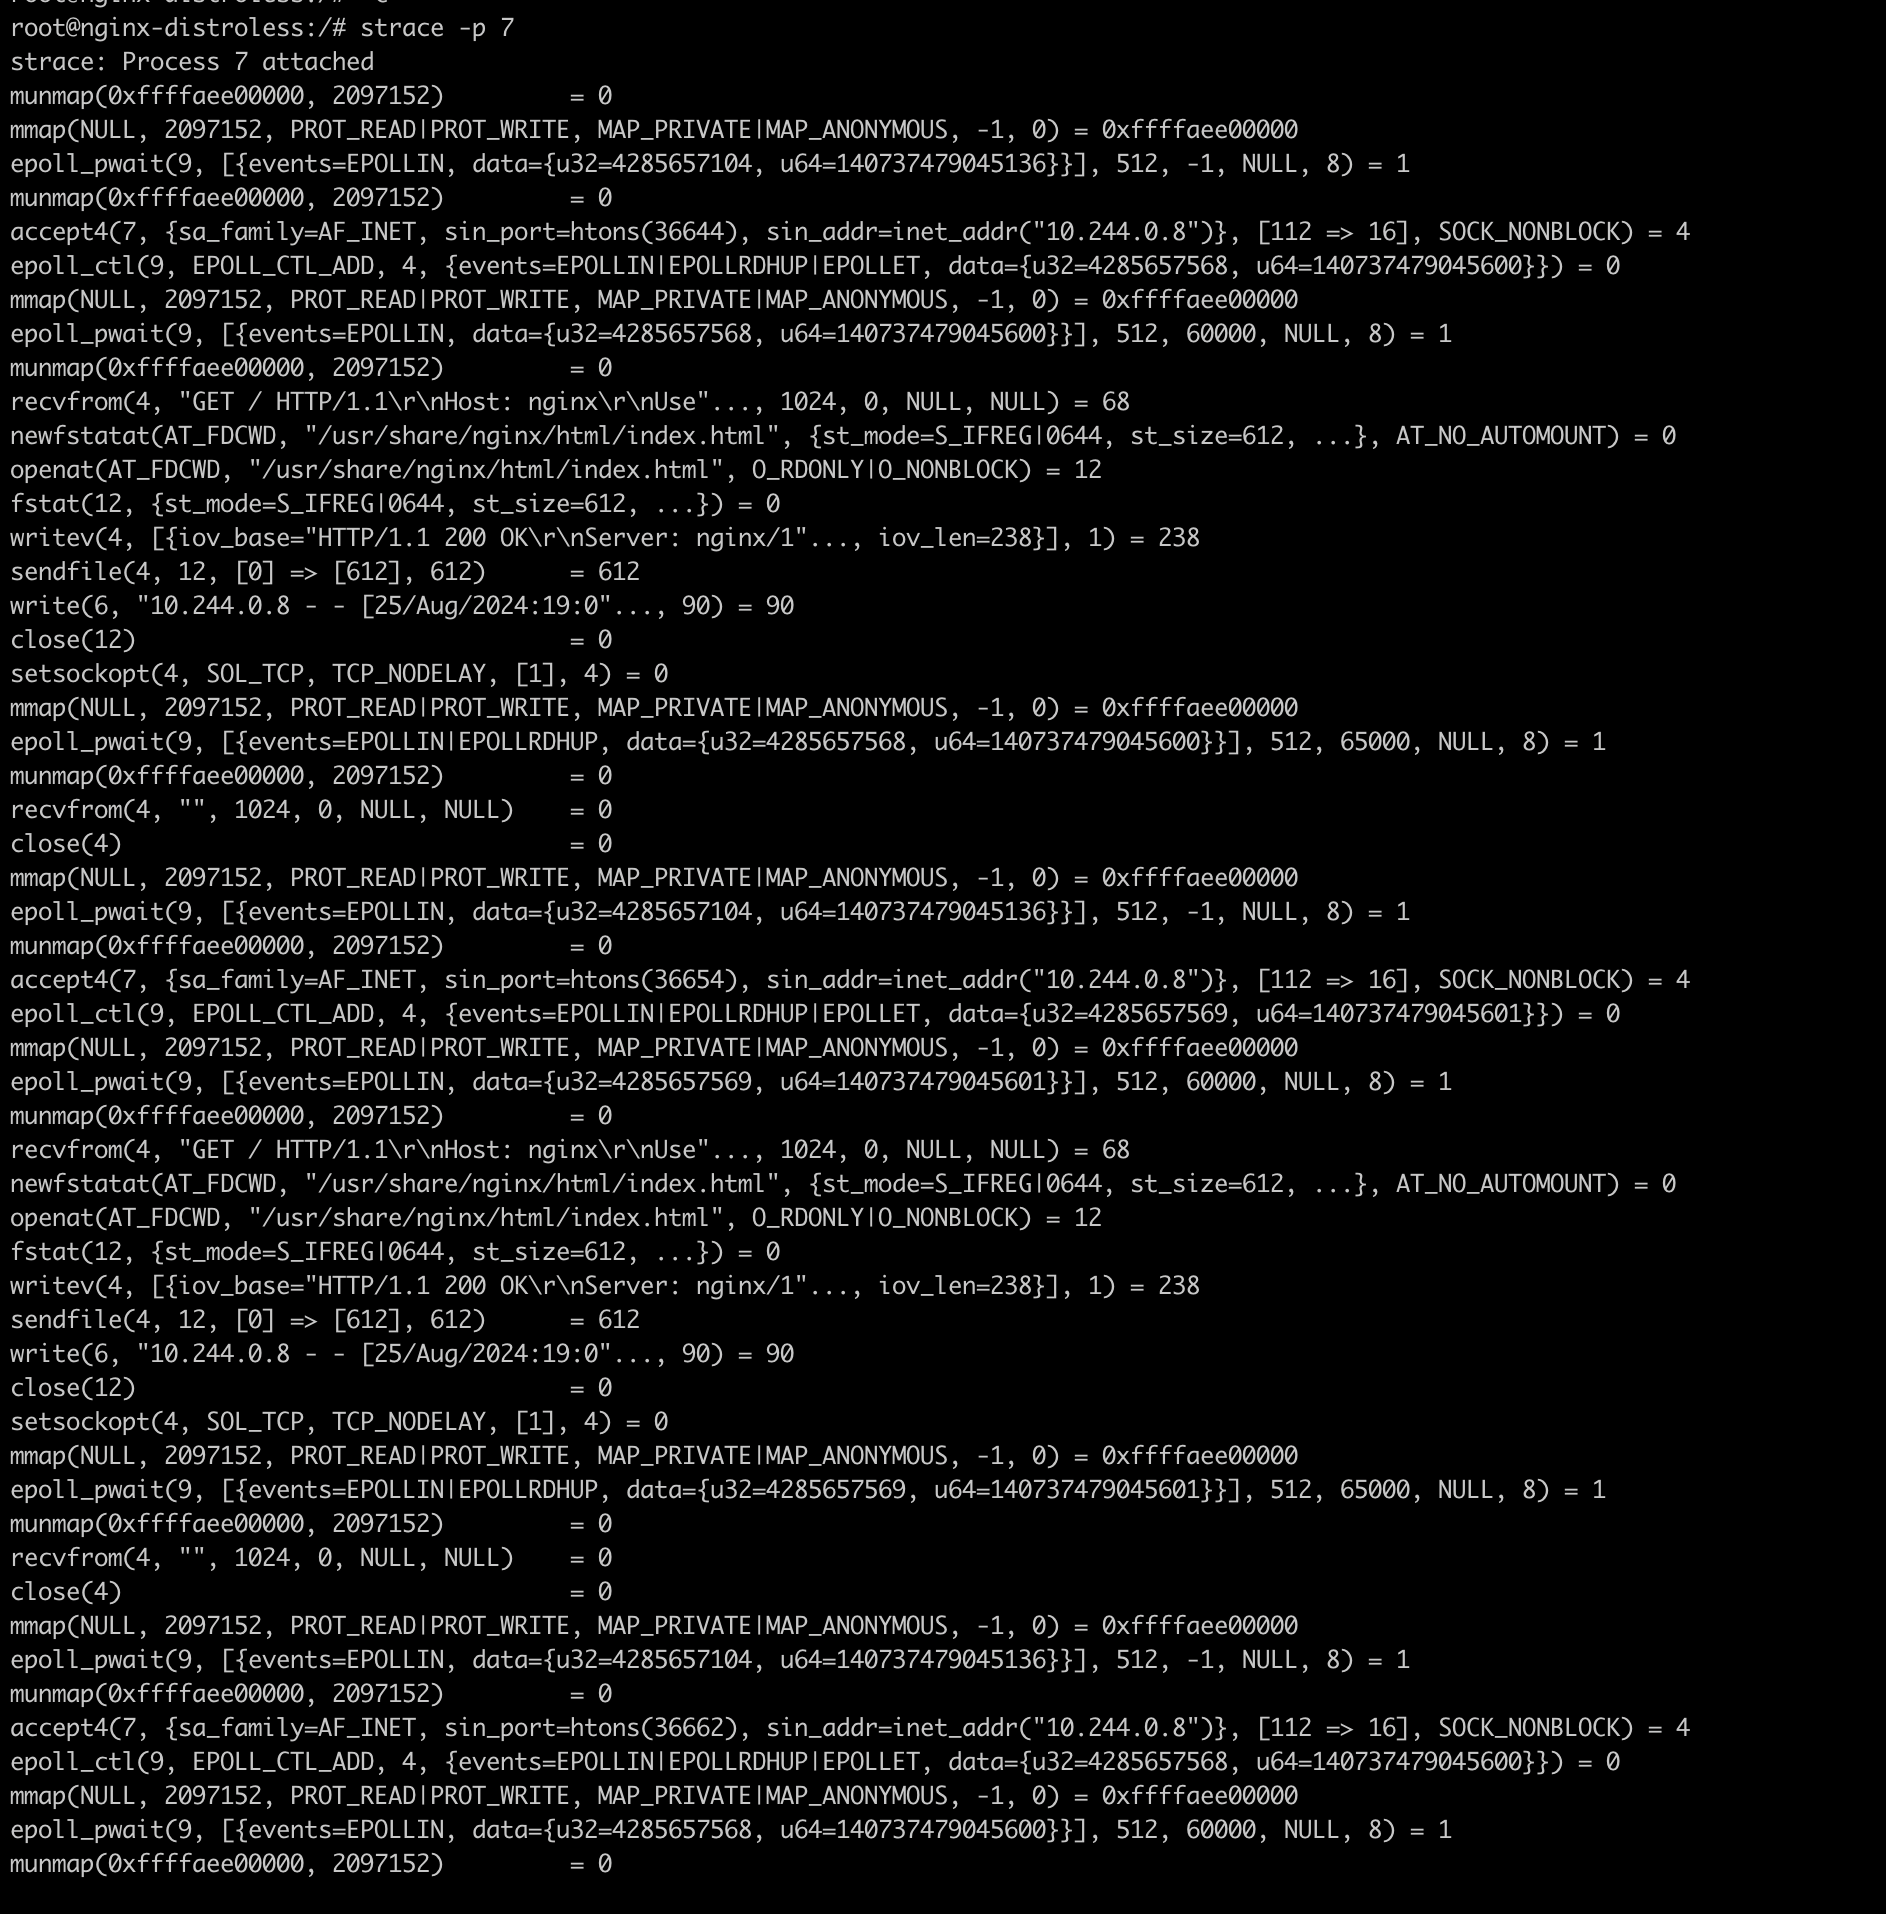 root@nginx-distroless:/#
root@nginx-distroless:/# strace -p 7
strace: Process 7 attached
munmap(0xffffaee00000, 2097152)         = 0
mmap(NULL, 2097152, PROT_READ|PROT_WRITE, MAP_PRIVATE|MAP_ANONYMOUS, -1, 0) = 0xffffaee00000
epoll_pwait(9, [{events=EPOLLIN, data={u32=4285657104, u64=140737479045136}}], 512, -1, NULL, 8) = 1
munmap(0xffffaee00000, 2097152)         = 0
accept4(7, {sa_family=AF_INET, sin_port=htons(36644), sin_addr=inet_addr("10.244.0.8")}, [112 => 16], SOCK_NONBLOCK) = 4
epoll_ctl(9, EPOLL_CTL_ADD, 4, {events=EPOLLIN|EPOLLRDHUP|EPOLLET, data={u32=4285657568, u64=140737479045600}}) = 0
mmap(NULL, 2097152, PROT_READ|PROT_WRITE, MAP_PRIVATE|MAP_ANONYMOUS, -1, 0) = 0xffffaee00000
epoll_pwait(9, [{events=EPOLLIN, data={u32=4285657568, u64=140737479045600}}], 512, 60000, NULL, 8) = 1
munmap(0xffffaee00000, 2097152)         = 0
recvfrom(4, "GET / HTTP/1.1\r\nHost: nginx\r\nUse"..., 1024, 0, NULL, NULL) = 68
newfstatat(AT_FDCWD, "/usr/share/nginx/html/index.html", {st_mode=S_IFREG|0644, st_size=612, ...}, AT_NO_AUTOMOUNT) = 0
openat(AT_FDCWD, "/usr/share/nginx/html/index.html", O_RDONLY|O_NONBLOCK) = 12
fstat(12, {st_mode=S_IFREG|0644, st_size=612, ...}) = 0
writev(4, [{iov_base="HTTP/1.1 200 OK\r\nServer: nginx/1"..., iov_len=238}], 1) = 238
sendfile(4, 12, [0] => [612], 612)      = 612
write(6, "10.244.0.8 - - [25/Aug/2024:19:0"..., 90) = 90
close(12)                               = 0
setsockopt(4, SOL_TCP, TCP_NODELAY, [1], 4) = 0
mmap(NULL, 2097152, PROT_READ|PROT_WRITE, MAP_PRIVATE|MAP_ANONYMOUS, -1, 0) = 0xffffaee00000
epoll_pwait(9, [{events=EPOLLIN|EPOLLRDHUP, data={u32=4285657568, u64=140737479045600}}], 512, 65000, NULL, 8) = 1
munmap(0xffffaee00000, 2097152)         = 0
recvfrom(4, "", 1024, 0, NULL, NULL)    = 0
close(4)                                = 0
mmap(NULL, 2097152, PROT_READ|PROT_WRITE, MAP_PRIVATE|MAP_ANONYMOUS, -1, 0) = 0xffffaee00000
epoll_pwait(9, [{events=EPOLLIN, data={u32=4285657104, u64=140737479045136}}], 512, -1, NULL, 8) = 1
munmap(0xffffaee00000, 2097152)         = 0
accept4(7, {sa_family=AF_INET, sin_port=htons(36654), sin_addr=inet_addr("10.244.0.8")}, [112 => 16], SOCK_NONBLOCK) = 4
epoll_ctl(9, EPOLL_CTL_ADD, 4, {events=EPOLLIN|EPOLLRDHUP|EPOLLET, data={u32=4285657569, u64=140737479045601}}) = 0
mmap(NULL, 2097152, PROT_READ|PROT_WRITE, MAP_PRIVATE|MAP_ANONYMOUS, -1, 0) = 0xffffaee00000
epoll_pwait(9, [{events=EPOLLIN, data={u32=4285657569, u64=140737479045601}}], 512, 60000, NULL, 8) = 1
munmap(0xffffaee00000, 2097152)         = 0
recvfrom(4, "GET / HTTP/1.1\r\nHost: nginx\r\nUse"..., 1024, 0, NULL, NULL) = 68
newfstatat(AT_FDCWD, "/usr/share/nginx/html/index.html", {st_mode=S_IFREG|0644, st_size=612, ...}, AT_NO_AUTOMOUNT) = 0
openat(AT_FDCWD, "/usr/share/nginx/html/index.html", O_RDONLY|O_NONBLOCK) = 12
fstat(12, {st_mode=S_IFREG|0644, st_size=612, ...}) = 0
writev(4, [{iov_base="HTTP/1.1 200 OK\r\nServer: nginx/1"..., iov_len=238}], 1) = 238
sendfile(4, 12, [0] => [612], 612)      = 612
write(6, "10.244.0.8 - - [25/Aug/2024:19:0"..., 90) = 90
close(12)                               = 0
setsockopt(4, SOL_TCP, TCP_NODELAY, [1], 4) = 0
mmap(NULL, 2097152, PROT_READ|PROT_WRITE, MAP_PRIVATE|MAP_ANONYMOUS, -1, 0) = 0xffffaee00000
epoll_pwait(9, [{events=EPOLLIN|EPOLLRDHUP, data={u32=4285657569, u64=140737479045601}}], 512, 65000, NULL, 8) = 1
munmap(0xffffaee00000, 2097152)         = 0
recvfrom(4, "", 1024, 0, NULL, NULL)    = 0
close(4)                                = 0
mmap(NULL, 2097152, PROT_READ|PROT_WRITE, MAP_PRIVATE|MAP_ANONYMOUS, -1, 0) = 0xffffaee00000
epoll_pwait(9, [{events=EPOLLIN, data={u32=4285657104, u64=140737479045136}}], 512, -1, NULL, 8) = 1
munmap(0xffffaee00000, 2097152)         = 0
accept4(7, {sa_family=AF_INET, sin_port=htons(36662), sin_addr=inet_addr("10.244.0.8")}, [112 => 16], SOCK_NONBLOCK) = 4
epoll_ctl(9, EPOLL_CTL_ADD, 4, {events=EPOLLIN|EPOLLRDHUP|EPOLLET, data={u32=4285657568, u64=140737479045600}}) = 0
mmap(NULL, 2097152, PROT_READ|PROT_WRITE, MAP_PRIVATE|MAP_ANONYMOUS, -1, 0) = 0xffffaee00000
epoll_pwait(9, [{events=EPOLLIN, data={u32=4285657568, u64=140737479045600}}], 512, 60000, NULL, 8) = 1
munmap(0xffffaee00000, 2097152)         = 0